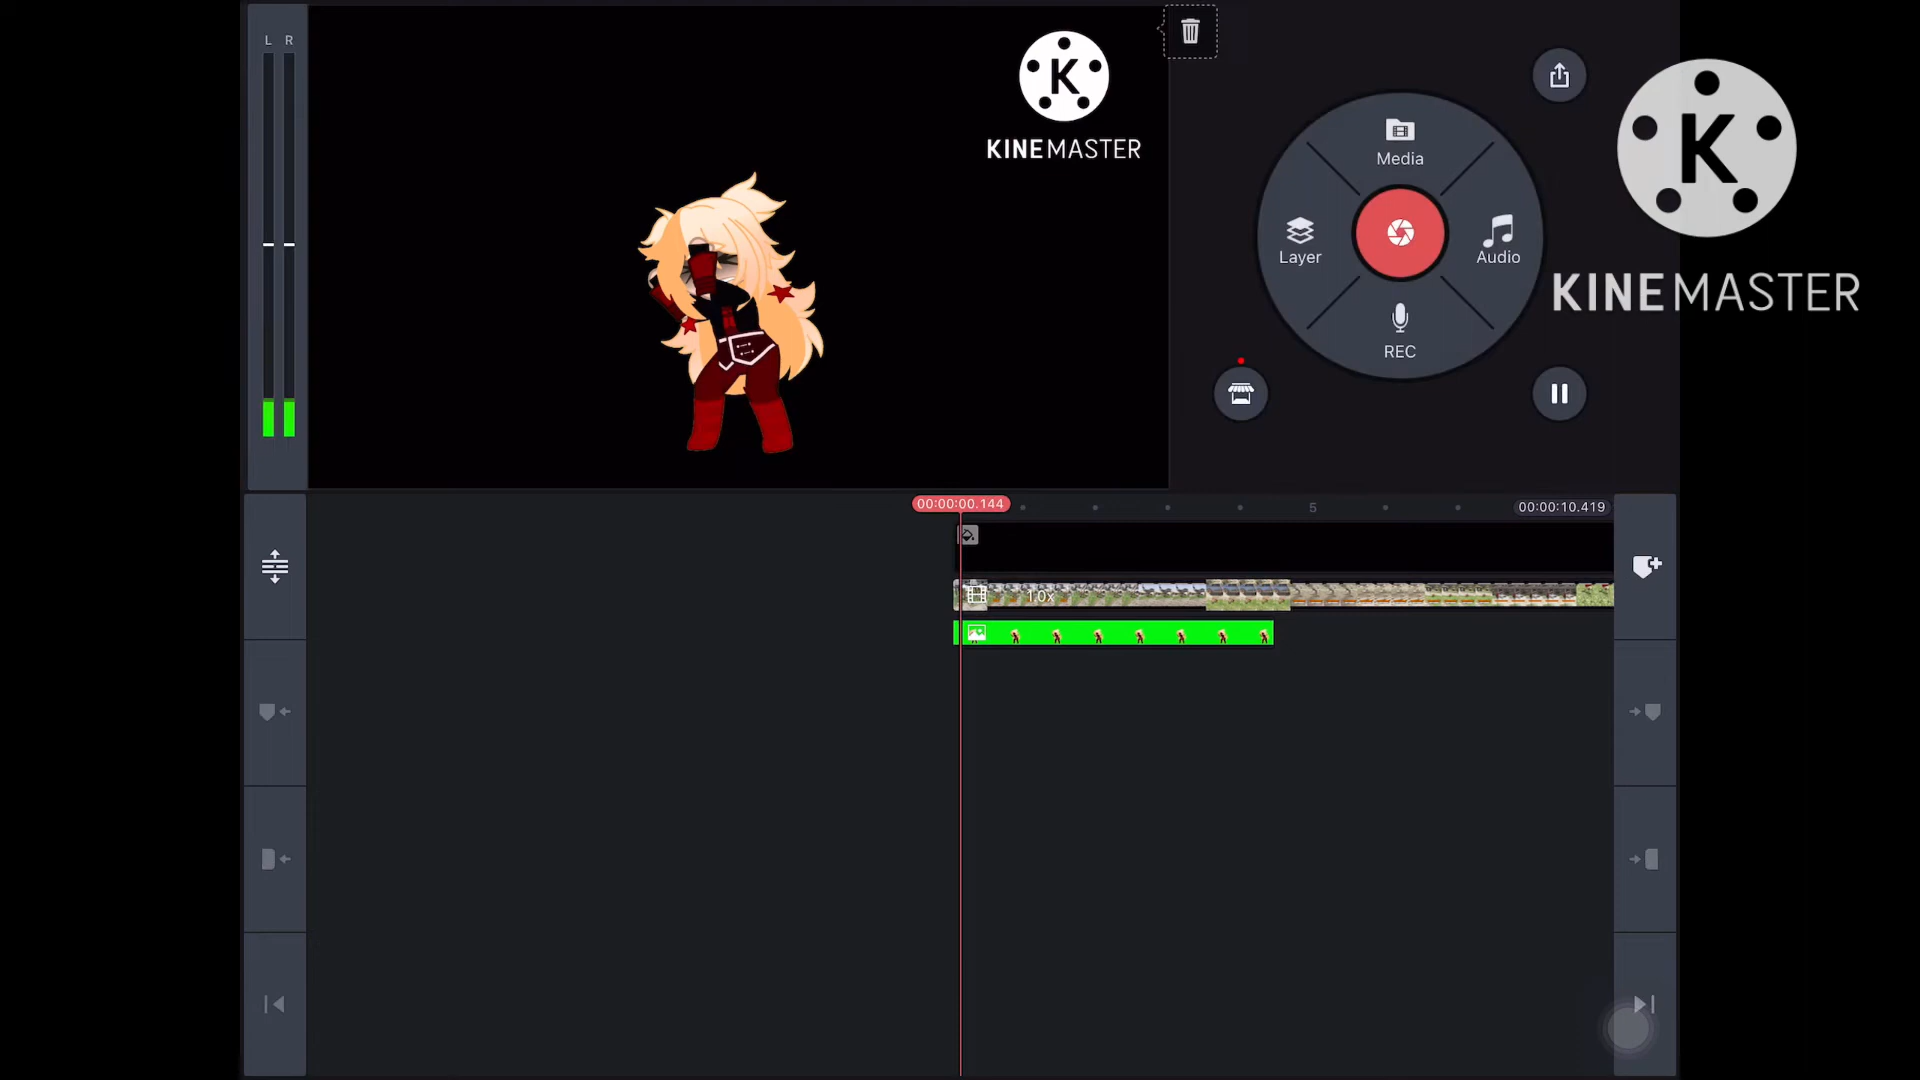 L R
K
KINEMASTER
Media
Layer
Audio
REC
K
KINEMASTER
00:00:00.144
5
00:00:10.419
1.0x